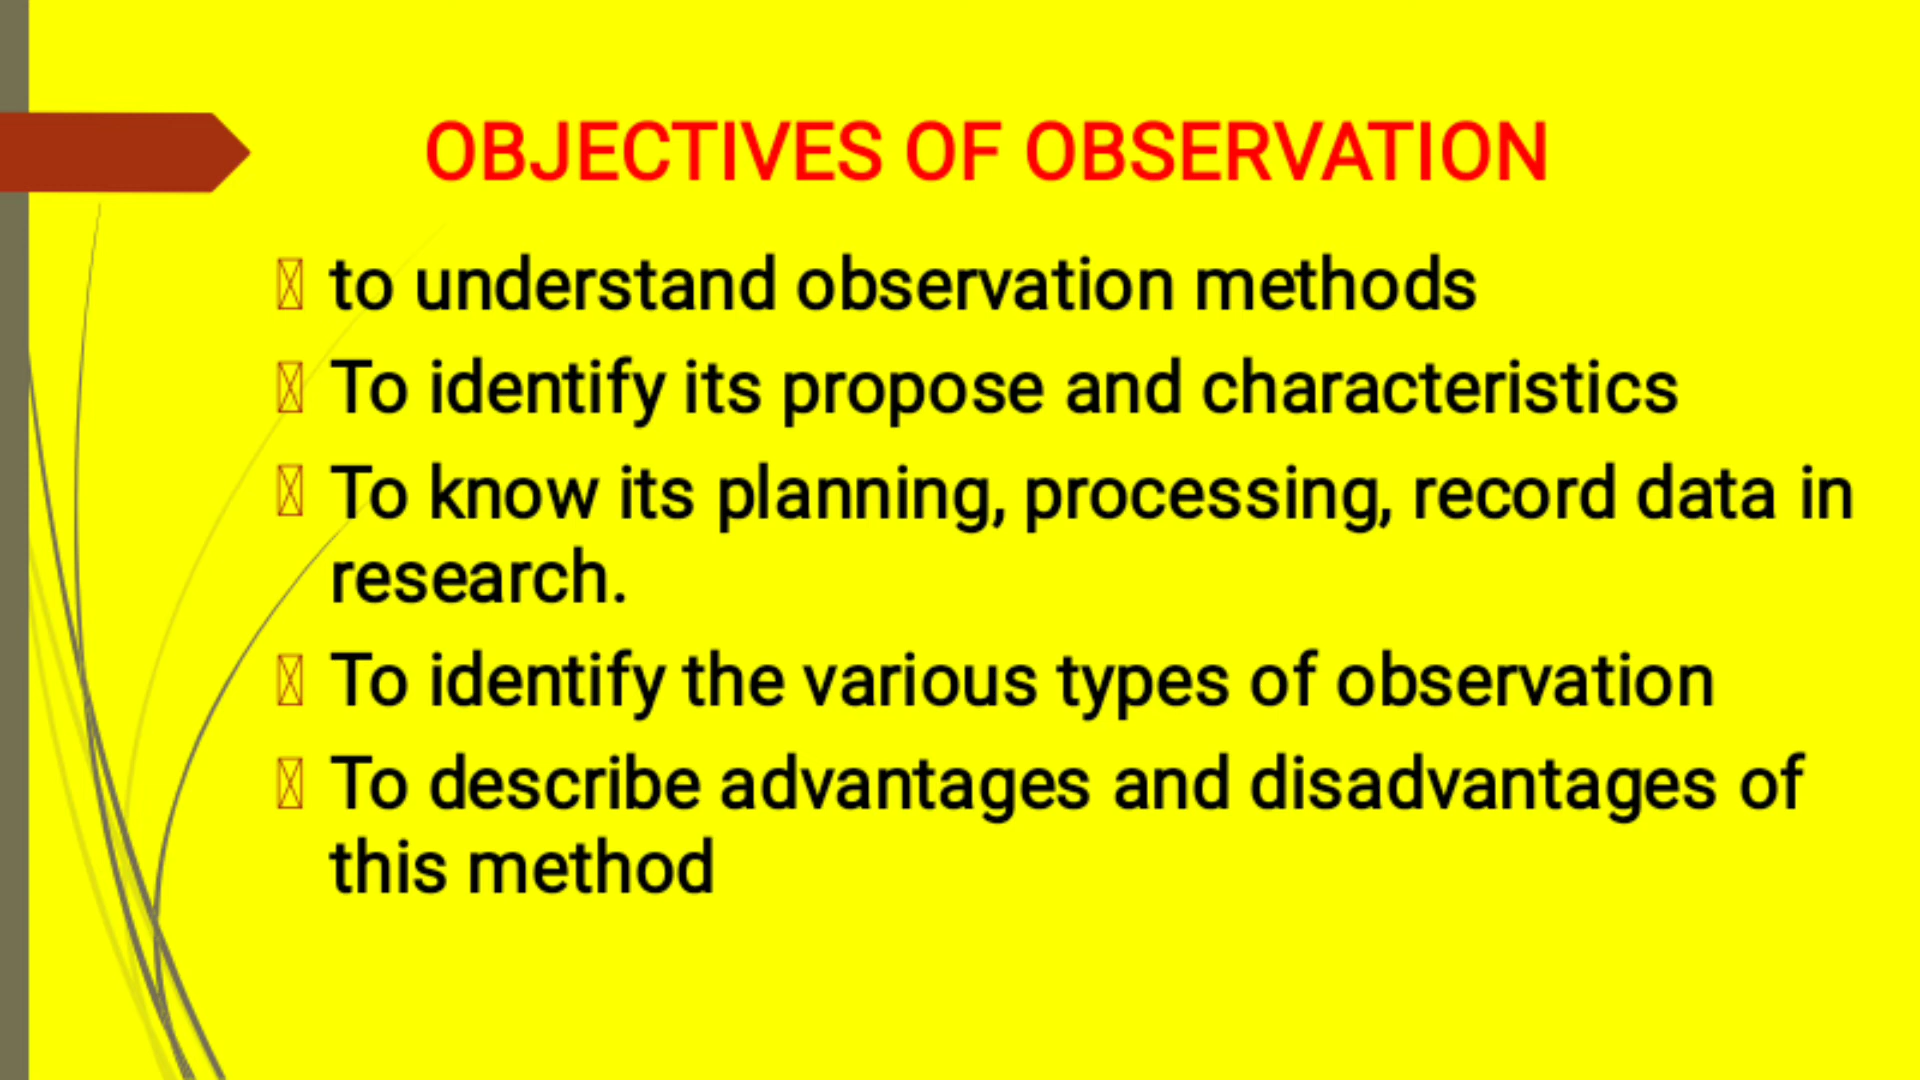 OBJECTIVES OF OBSERVATION
to understand observation methods
To identify its propose and characteristics
To know its planning, processing, record data in
research.
To identify the various types of observation
To describe advantages and disadvantages of
this method